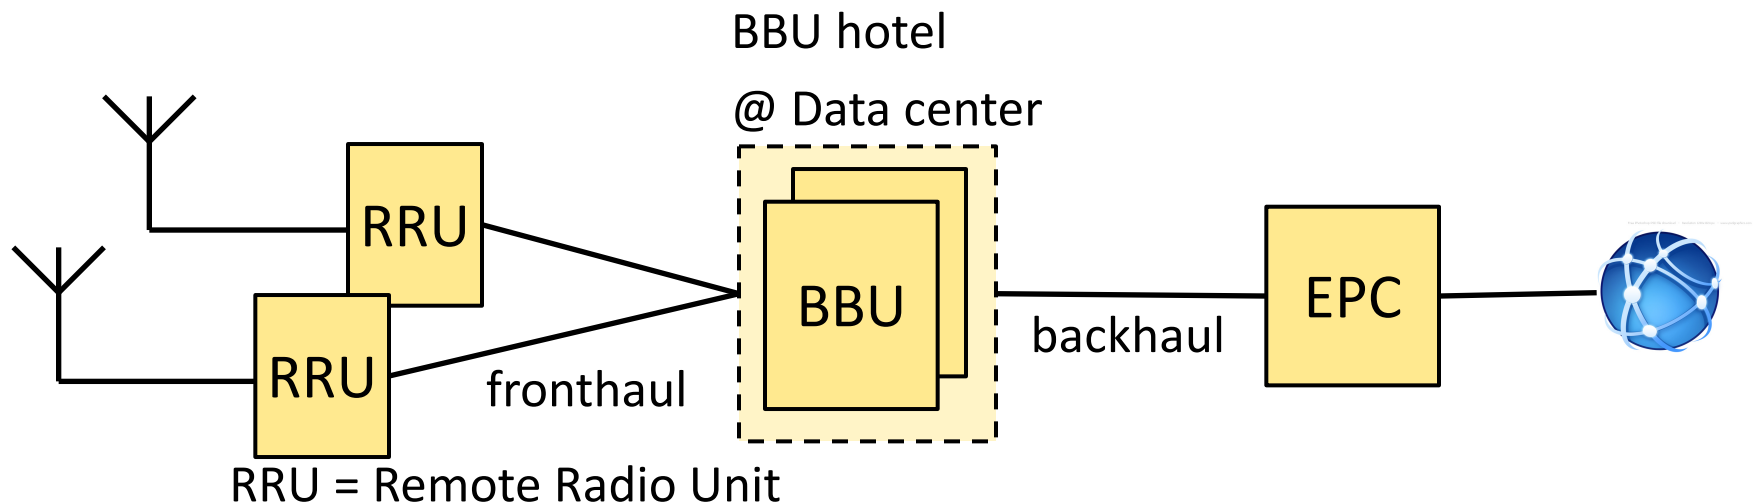 BBU hotel
@ Data center
RRU
RRU
BBU
EPC
fronthaul
backhaul
RRU = Remote Radio Unit